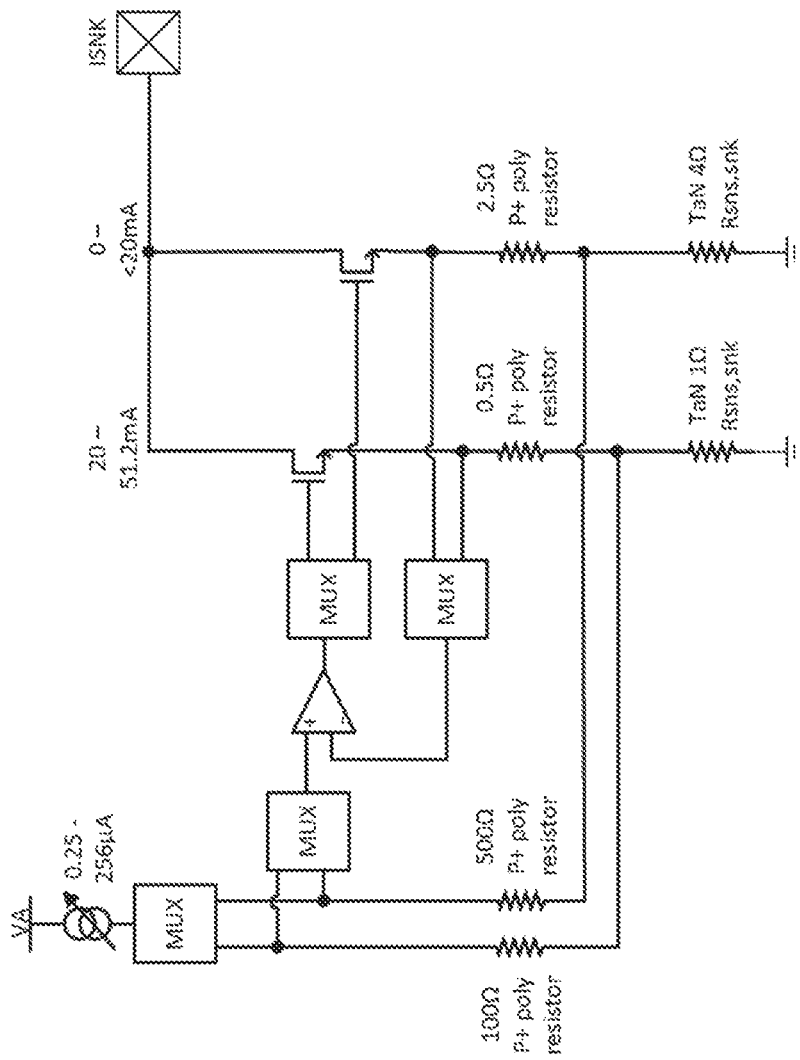 VA
0.25 -
256µA
MUX
MUX
+
-
MUX
MUX
20 –
51.2mA
0 –
<20mA
ISNK
100Ω
P+ poly
resistor
500Ω
P+ poly
resistor
0.5Ω
P+ poly
resistor
2.5Ω
P+ poly
resistor
TaN 1Ω
Rsns,snk
TaN 4Ω
Rsns,snk